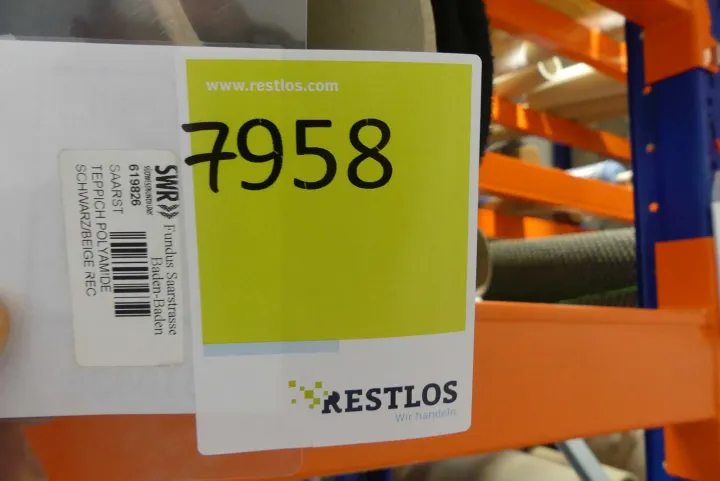 www.restlos.com
7958
RESTLOS
Wir handeln.
SWR»
SÜDWESTRUNDFUNK
Fundus Saarstrasse
Baden-Baden
619826
SAARST
TEPPICH POLYAMIDE
SCHWARZ/BEIGE REC